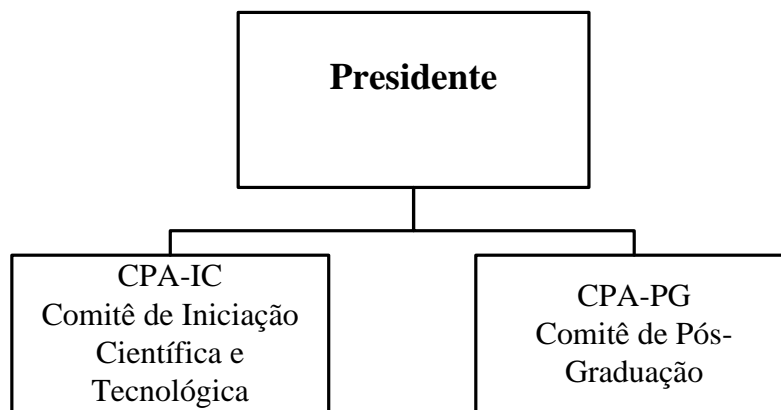 Presidente
CPA-IC
Comitê de Iniciação
Científica e
Tecnológica
CPA-PG
Comitê de Pós-
Graduação